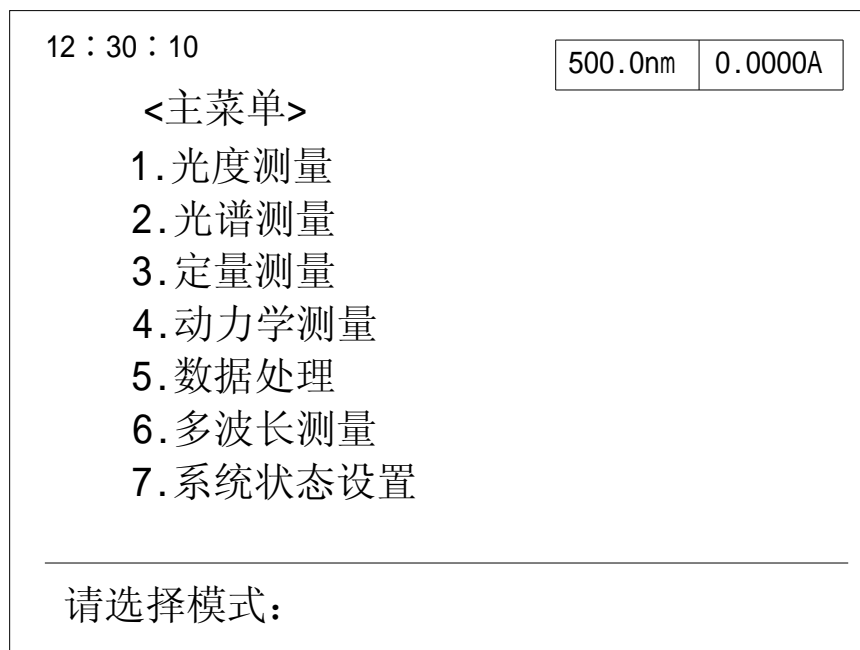 12：30：10
500.0nm 0.0000A
<主菜单>
1.光度测量
2.光谱测量
3.定量测量
4.动力学测量
5.数据处理
6.多波长测量
7.系统状态设置
请选择模式：